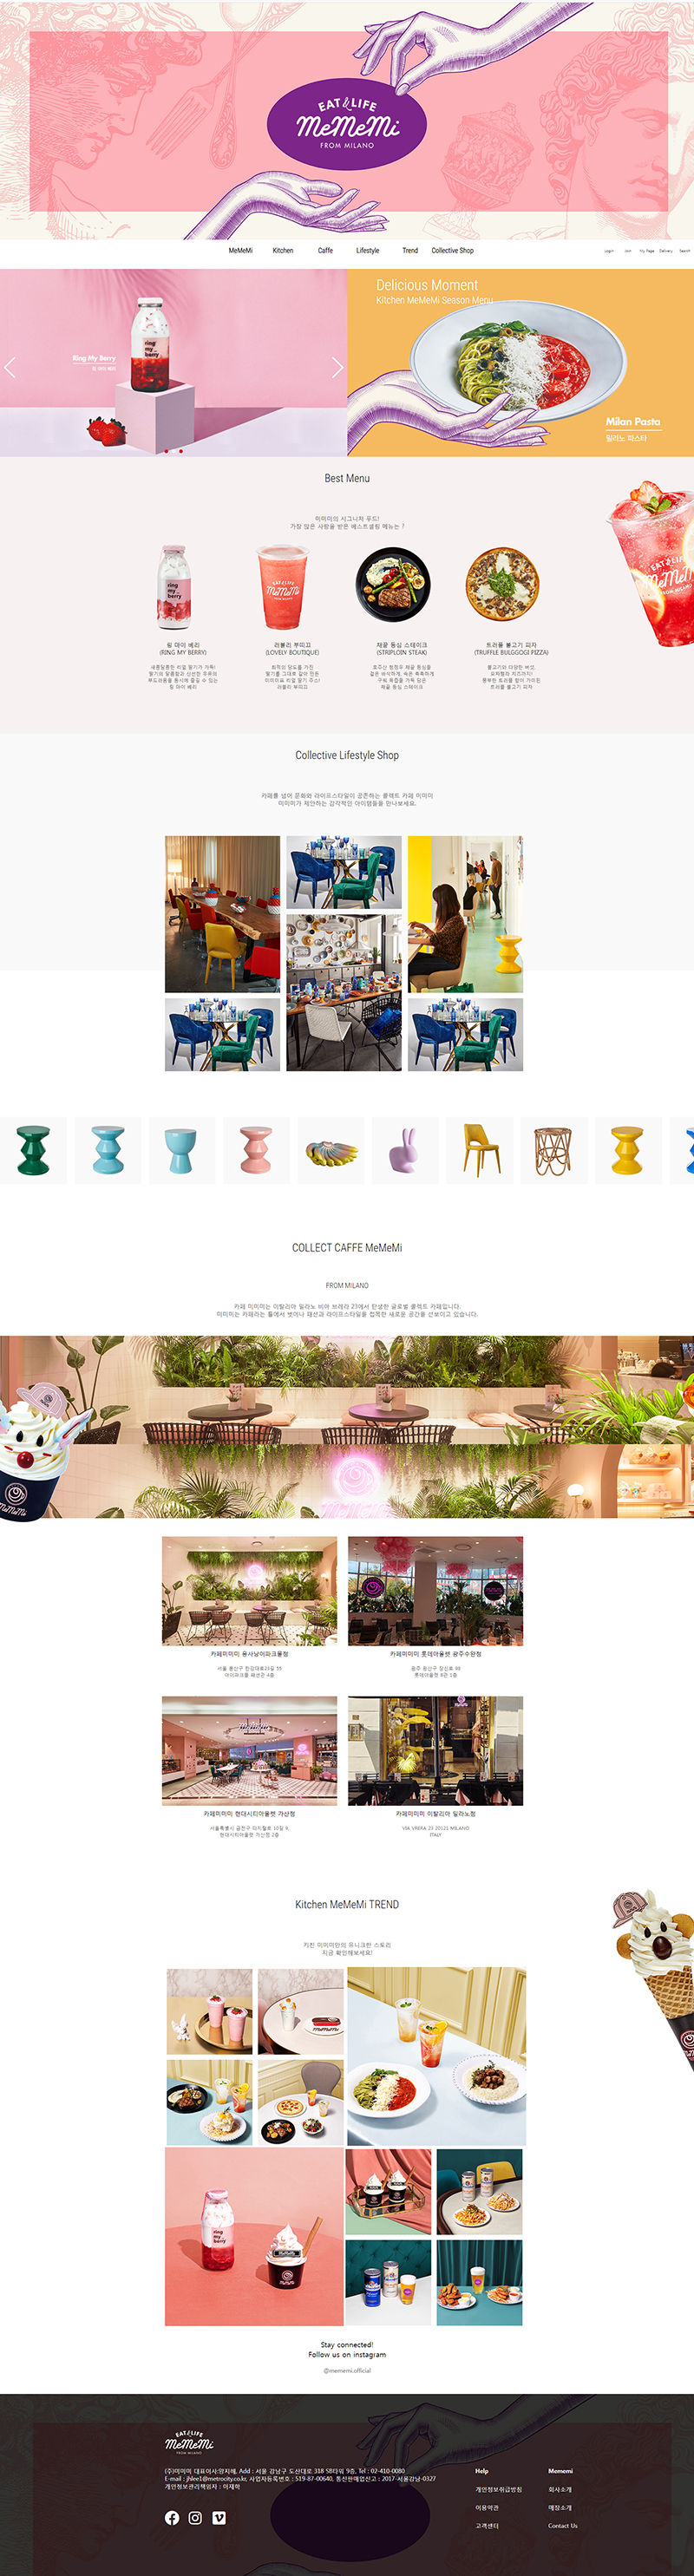 EAT & LIFE
MeMeMi
FROM MILANO
MeMeMi Kitchen Caffe Lifestyle Trend Collective Shop
Login Join My Page Delivery Search
Ring My Berry
링 마이 베리
ring
my
berry
Delicious Moment
Kitchen MeMeMi Season Menu
Milan Pasta
밀라노 파스타
Best Menu
미미미의 시그니처 푸드!
가장 많은 사랑을 받은 베스트셀링 메뉴는 ?
ring
my
berry
EAT & LIFE
MeMeMi
FROM MILANO
링 마이 베리
(RING MY BERRY)
새콤달콤한 리얼 딸기가 가득!
딸기의 달콤함과 신선한 우유의
부드러움을 동시에 즐길 수 있는
링 마이 베리
러블리 부띠끄
(LOVELY BOUTIQUE)
최적의 당도를 가진
딸기를 그대로 갈아 만든
미미미표 리얼 딸기 주스!
러블리 부띠끄
채끝 등심 스테이크
(STRIPLOIN STEAK)
호주산 청정우 채끝 등심을
겉은 바삭하게, 속은 촉촉하게
구워 육즙을 가득 담은
채끝 등심 스테이크
트러플 불고기 피자
(TRUFFLE BULGGOGI PIZZA)
불고기와 다양한 버섯,
모짜렐라 치즈까지!
풍부한 트러플 향이 가미된
트러플 불고기 피자
Collective Lifestyle Shop
카페를 넘어 문화와 라이프스타일이 공존하는 콜렉트 카페 미미미
미미미가 제안하는 감각적인 아이템들을 만나보세요.
COLLECT CAFFE MeMeMi
FROM MILANO
카페 미미미는 이탈리아 밀라노 비아 브레라 23에서 탄생한 글로벌 콜렉트 카페입니다.
미미미는 카페라는 틀에서 벗어나 패션과 라이프스타일을 접목한 새로운 공간을 선보이고 있습니다.
MeMeMi
카페미미미 용사남이파크몰점
서울 용산구 한강대로23길 55
아이파크몰 패션관 4층
카페미미미 롯데아울렛 광주수완점
광주 광산구 장신로 98
롯데아울렛 8관 1층
카페미미미 현대시티아울렛 가산점
서울특별시 금천구 디지털로 10길 9,
현대시티아울렛 가산점 2층
카페미미미 이탈리아 밀라노점
VIA VRERA 23 20121 MILANO
ITALY
Kitchen MeMeMi TREND
키친 미미미만의 유니크한 스토리
지금 확인해보세요!
ring
my
berry
MeMeMi
Stay connected!
Follow us on instagram
@mememi.official
EAT & LIFE
MeMeMi
FROM MILANO
(주)미미미 대표이사:양지해, Add : 서울 강남구 도산대로 318 SB타워 9층, Tel : 02-410-0080
E-mail : jhlee1@metrocity.co.kr, 사업자등록번호 : 519-87-00640, 통신판매업신고 : 2017-서울강남-0327
개인정보관리책임자 : 이재학
Help
개인정보취급방침
이용약관
고객센터
Momemi
회사소개
매장소개
Contact Us